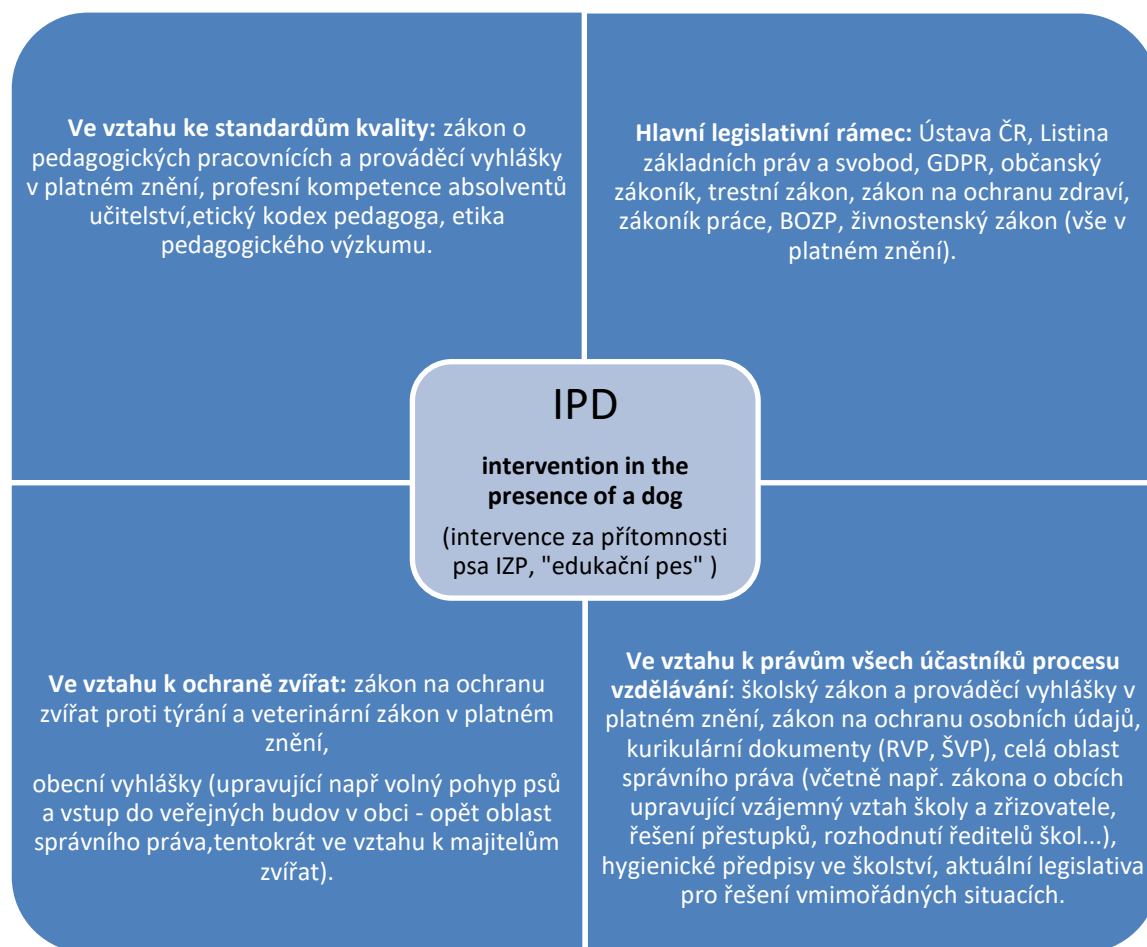 Ve vztahu ke standardům kvality: zákon o
pedagogických pracovnících a prováděcí vyhlášky
v platném znění, profesní kompetence absolventů
učitelství,etický kodex pedagoga, etika
pedagogického výzkumu.
Hlavní legislativní rámec: Ústava ČR, Listina
základních práv a svobod, GDPR, občanský
zákoník, trestní zákon, zákon na ochranu zdraví,
zákoník práce, BOZP, živnostenský zákon (vše v
platném znění).
IPD
intervention in the
presence of a dog
(intervence za přítomnosti
psa IZP, "edukační pes" )
Ve vztahu k ochraně zvířat: zákon na ochranu
zvířat proti týrání a veterinární zákon v platném
znění,
obecní vyhlášky (upravující např volný pohyp psů
a vstup do veřejných budov v obci - opět oblast
správního práva,tentokrát ve vztahu k majitelům
zvířat).
Ve vztahu k právům všech účastníků procesu
vzdělávání: školský zákon a prováděcí vyhlášky v
platném znění, zákon na ochranu osobních údajů,
kurikulární dokumenty (RVP, ŠVP), celá oblast
správního práva (včetně např. zákona o obcích
upravující vzájemný vztah školy a zřizovatele,
řešení přestupků, rozhodnutí ředitelů škol...),
hygienické předpisy ve školství, aktuální legislativa
pro řešení vmimořádných situacích.